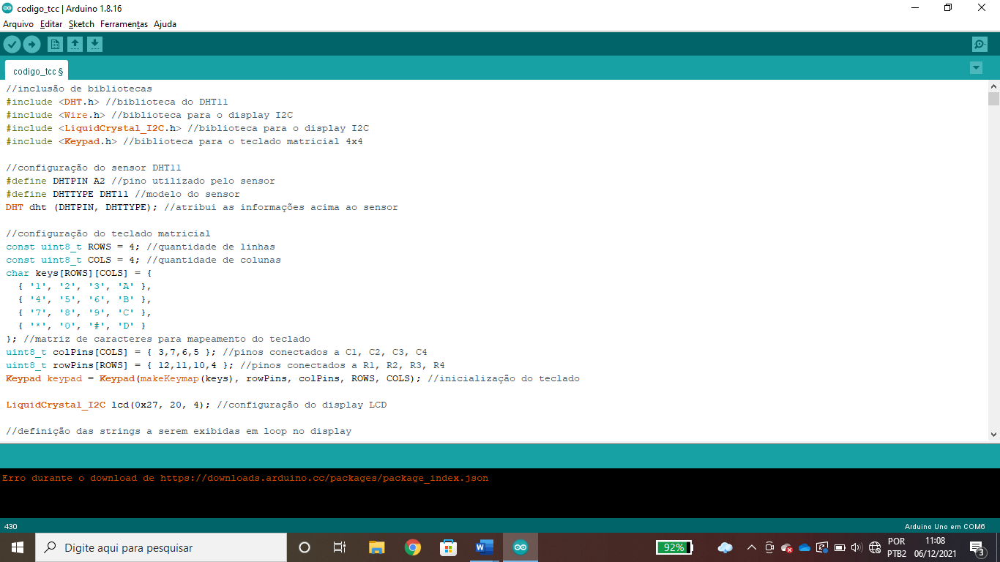 codigo_tcc | Arduino 1.8.16
Arquivo Editar Sketch Ferramentas Ajuda
codigo_tcc §
//inclusão de bibliotecas
#include <DHT.h> //biblioteca do DHT11
#include <Wire.h> //biblioteca para o display I2C
#include <LiquidCrystal_I2C.h> //biblioteca para o display I2C
#include <Keypad.h> //biblioteca para o teclado matricial 4x4
//configuração do sensor DHT11
#define DHTPIN A2 //pino utilizado pelo sensor
#define DHTTYPE DHT11 //modelo do sensor
DHT dht (DHTPIN, DHTTYPE); //atribui as informações acima ao sensor
//configuração do teclado matricial
const uint8_t ROWS = 4; //quantidade de linhas
const uint8_t COLS = 4; //quantidade de colunas
char keys[ROWS][COLS] = {
  { '1', '2', '3', 'A' },
  { '4', '5', '6', 'B' },
  { '7', '8', '9', 'C' },
  { '*', '0', '#', 'D' }
}; //matriz de caracteres para mapeamento do teclado
uint8_t colPins[COLS] = { 3,7,6,5 }; //pinos conectados a C1, C2, C3, C4
uint8_t rowPins[ROWS] = { 12,11,10,4 }; //pinos conectados a R1, R2, R3, R4
Keypad keypad = Keypad(makeKeymap(keys), rowPins, colPins, ROWS, COLS); //inicialização do teclado
LiquidCrystal_I2C lcd(0x27, 20, 4); //configuração do display LCD
//definição das strings a serem exibidas em loop no display
Erro durante o download de https://downloads.arduino.cc/packages/package_index.json
430
Arduino Uno em COM6
Digite aqui para pesquisar
92%
POR
PTB2
11:08
06/12/2021
3